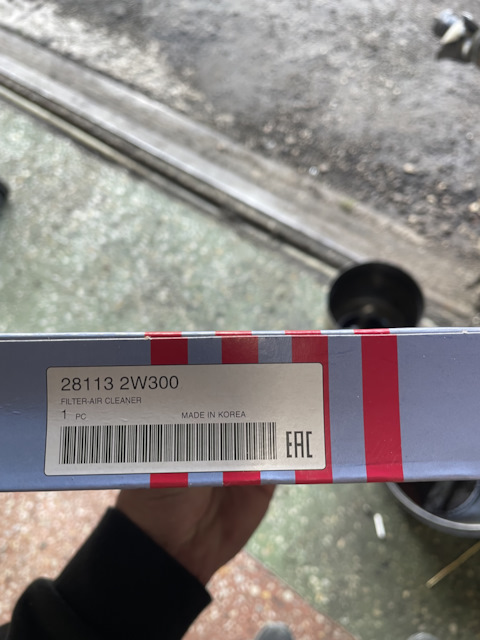 28113 2W300
FILTER-AIR CLEANER
1 PC MADE IN KOREA
EAC